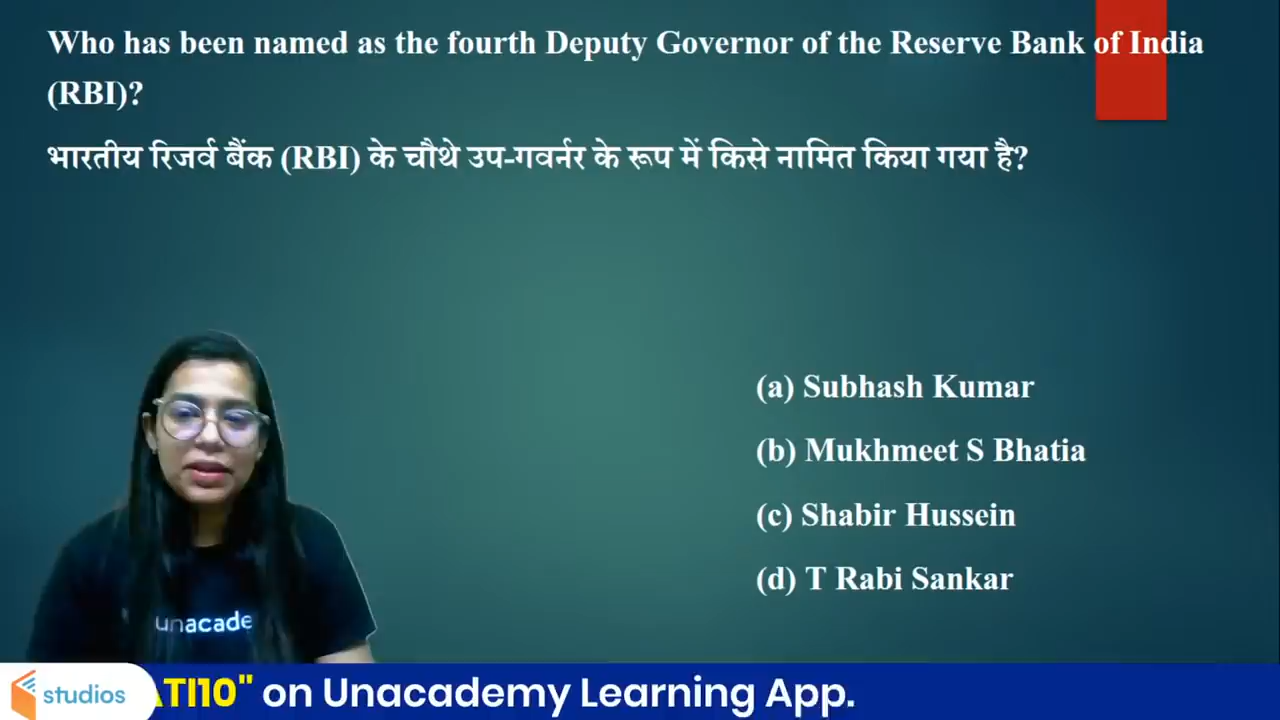 Who has been named as the fourth Deputy Governor of the Reserve Bank of India
(RBI)?
भारतीय रिजर्व बैंक (RBI) के चौथे उप-गवर्नर के रूप में किसे नामित किया गया है?
(a) Subhash Kumar
(b) Mukhmeet S Bhatia
(c) Shabir Hussein
(d) T Rabi Sankar
unacade
studios ATI10" on Unacademy Learning App.